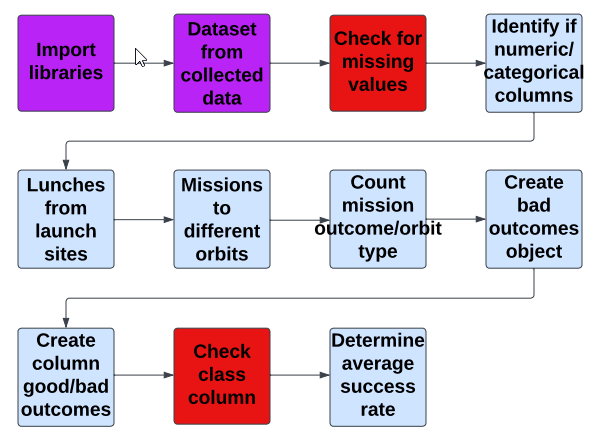 Import
libraries
Dataset
from
collected
data
Check for
missing
values
Identify if
numeric/
categorical
columns
Lunches
from
launch
sites
Missions
to
different
orbits
Count
mission
outcome/orbit
type
Create
bad
outcomes
object
Create
column
good/bad
outcomes
Check
class
column
Determine
average
success
rate